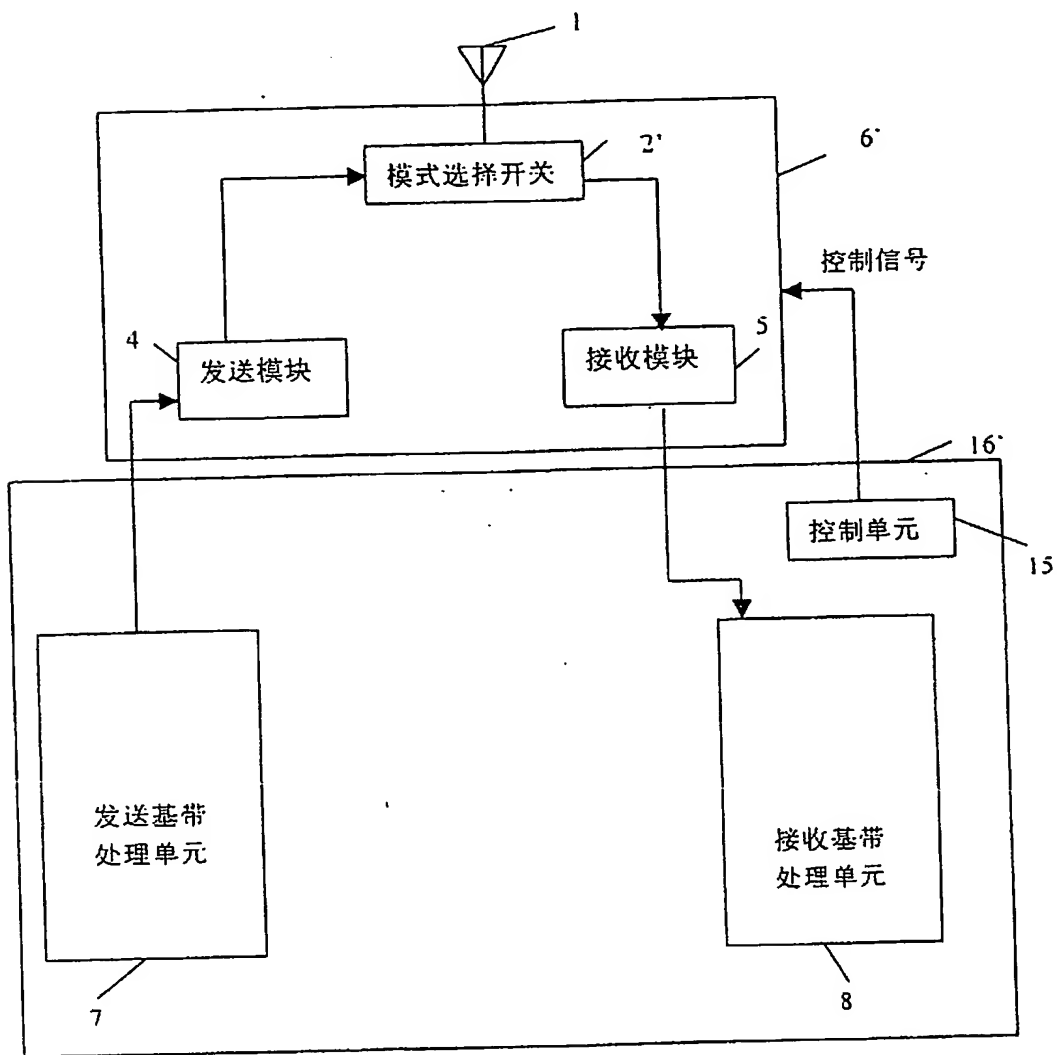 1
2'
模式选择开关
6'
控制信号
4
发送模块
5
接收模块
16'
控制单元
15
发送基带
处理单元
接收基带
处理单元
7
8